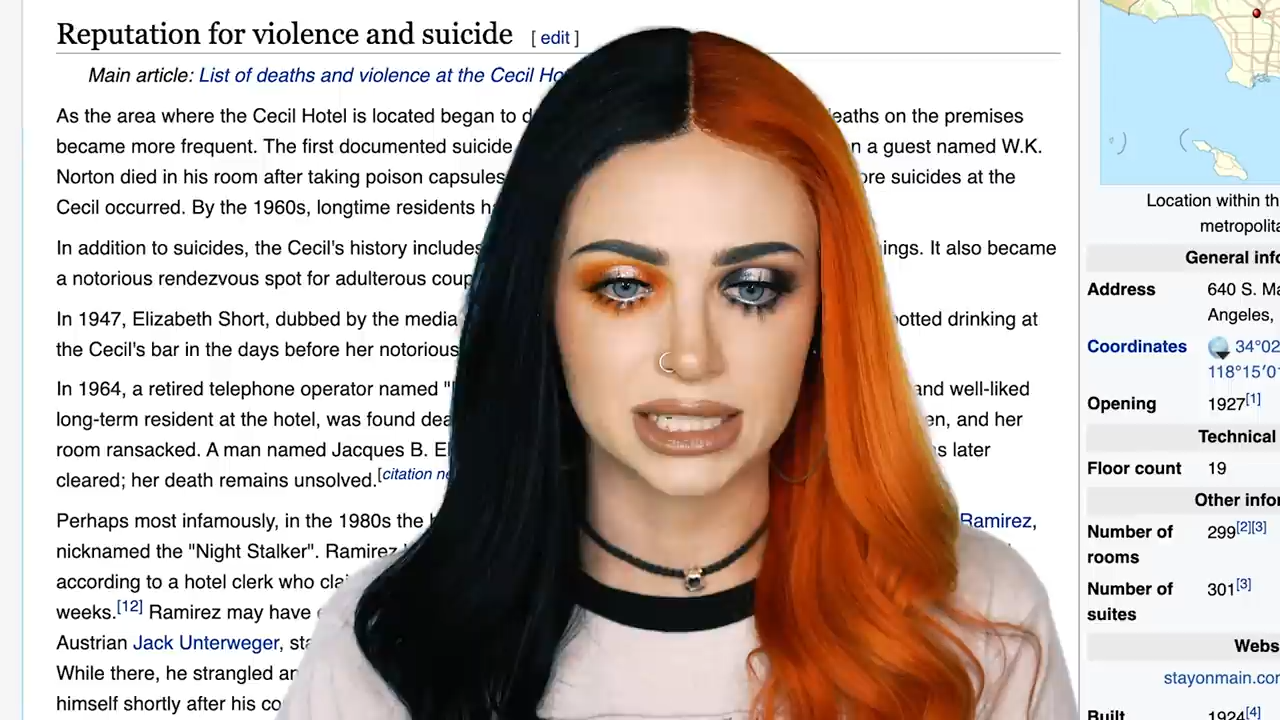 Reputation for violence and suicide [ edit ]
Main article: List of deaths and violence at the Cecil Ho
As the area where the Cecil Hotel is located began to d eaths on the premises
became more frequent. The first documented suicide n a guest named W.K.
Norton died in his room after taking poison capsules ore suicides at the
Cecil occurred. By the 1960s, longtime residents h
In addition to suicides, the Cecil's history includes ings. It also became
a notorious rendezvous spot for adulterous coup
In 1947, Elizabeth Short, dubbed by the media potted drinking at
the Cecil's bar in the days before her notorious
In 1964, a retired telephone operator named " and well-liked
long-term resident at the hotel, was found dea en, and her
room ransacked. A man named Jacques B. E s later
cleared; her death remains unsolved.[citation ne
Perhaps most infamously, in the 1980s the Ramirez,
nicknamed the "Night Stalker". Ramirez
according to a hotel clerk who clai
weeks.[12] Ramirez may have
Austrian Jack Unterweger, sta
While there, he strangled an
himself shortly after his co
Location within th
metropolita
General info
Address 640 S. Ma
Angeles,
Coordinates 34°02
118°15′01
Opening 1927[1]
Technical
Floor count 19
Other infor
Number of rooms 299[2][3]
Number of suites 301[3]
Webs
stayonmain.cor
Built 1924[4]